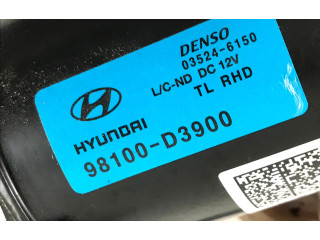 DENSO
03524-6150
L/C-ND DC 12V
TL RHD
HYUNDAI
98100-D3900